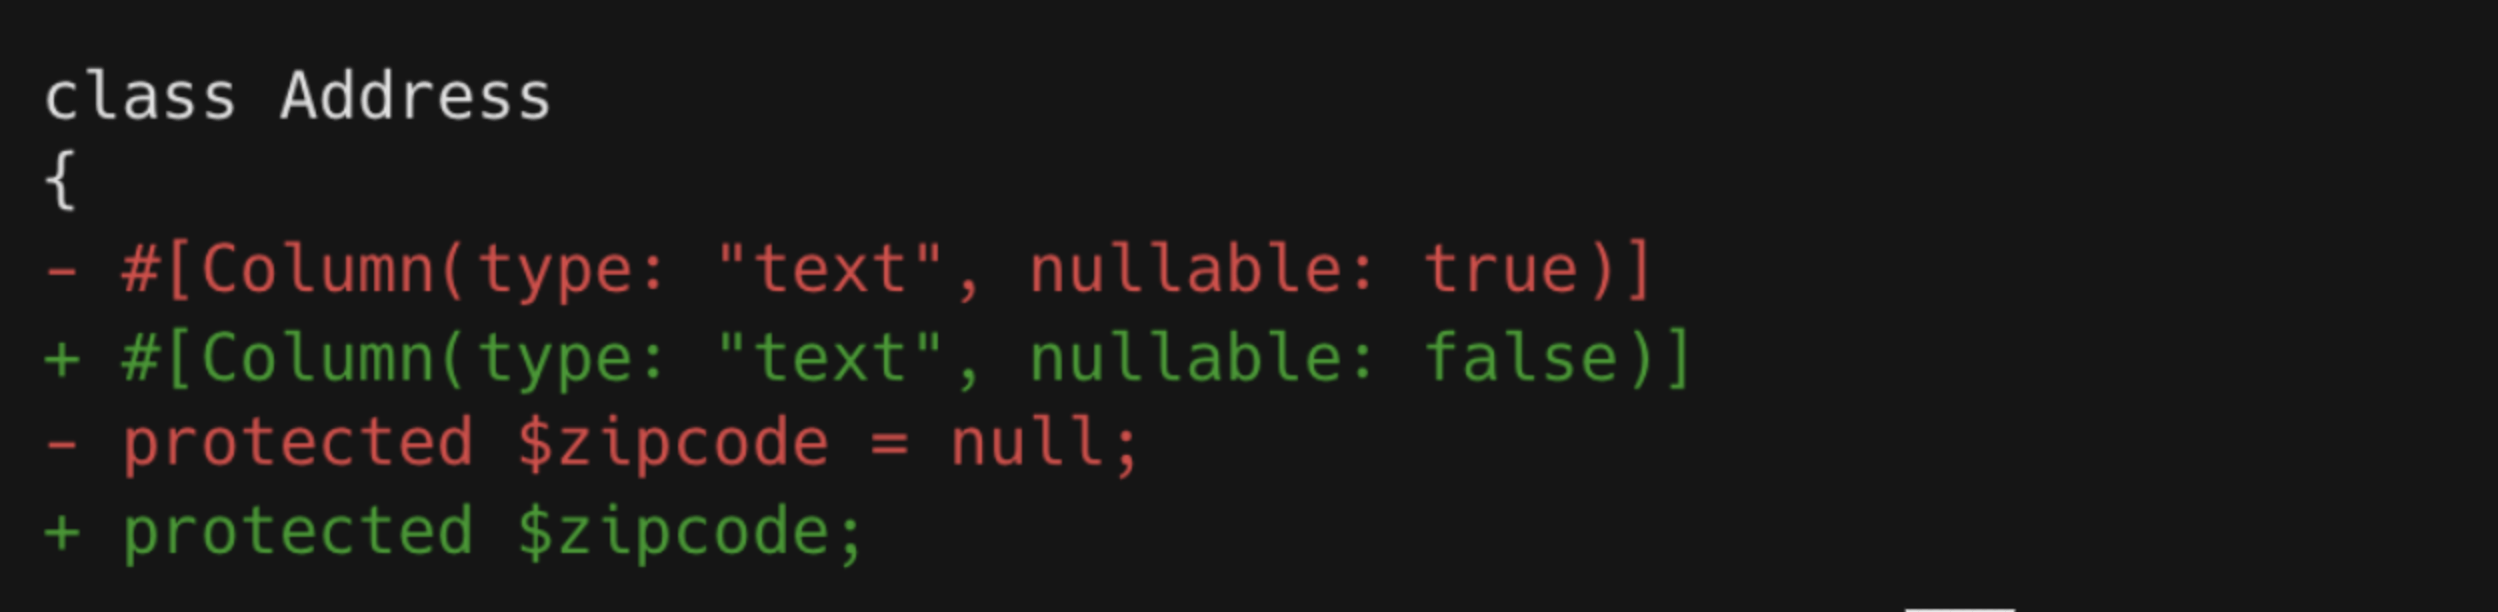 class Address
{
- #[Column(type: "text", nullable: true)]
+ #[Column(type: "text", nullable: false)]
- protected $zipcode = null;
+ protected $zipcode;